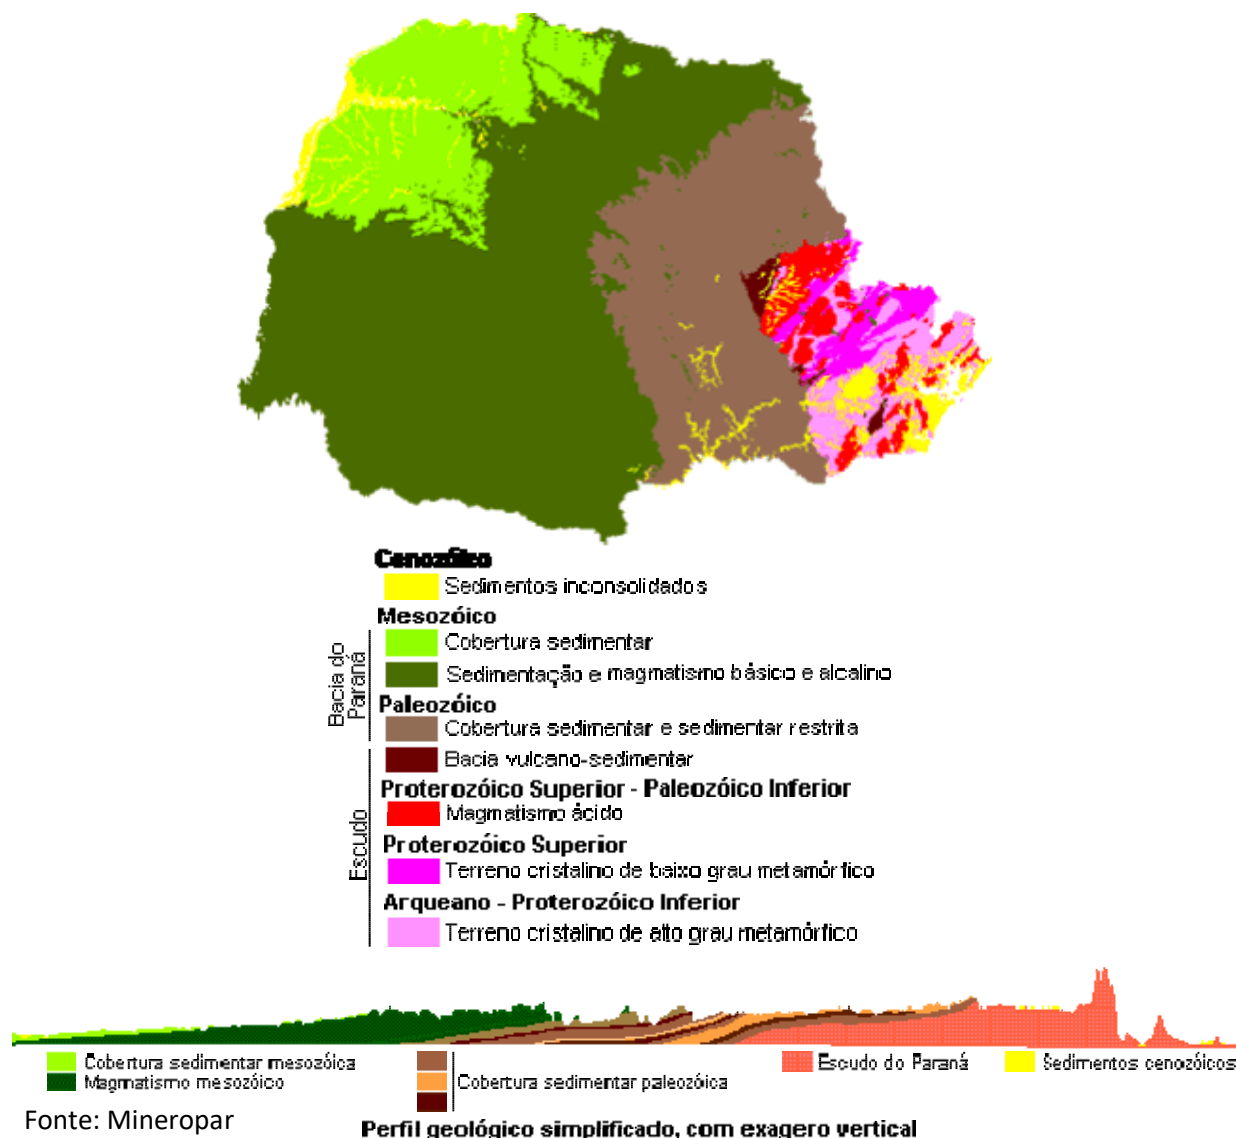 Cenozóico
Sedimentos inconsolidados
Mesozóico
Cobertura sedimentar
Sedimentação e magmatismo básico e alcalino
Bacia do
Paraná
Paleozóico
Cobertura sedimentar e sedimentar restrita
Bacia vulcano-sedimentar
Proterozóico Superior - Paleozóico Inferior
Magmatismo ácido
Escudo
Proterozóico Superior
Terreno cristalino de baixo grau metamórfico
Arqueano - Proterozóico Inferior
Terreno cristalino de alto grau metamórfico
Cobertura sedimentar mesozóica
Magmatismo mesozóico
Cobertura sedimentar paleozóica
Escudo do Paraná
Sedimentos cenozóicos
Fonte: Mineropar
Perfil geológico simplificado, com exagero vertical